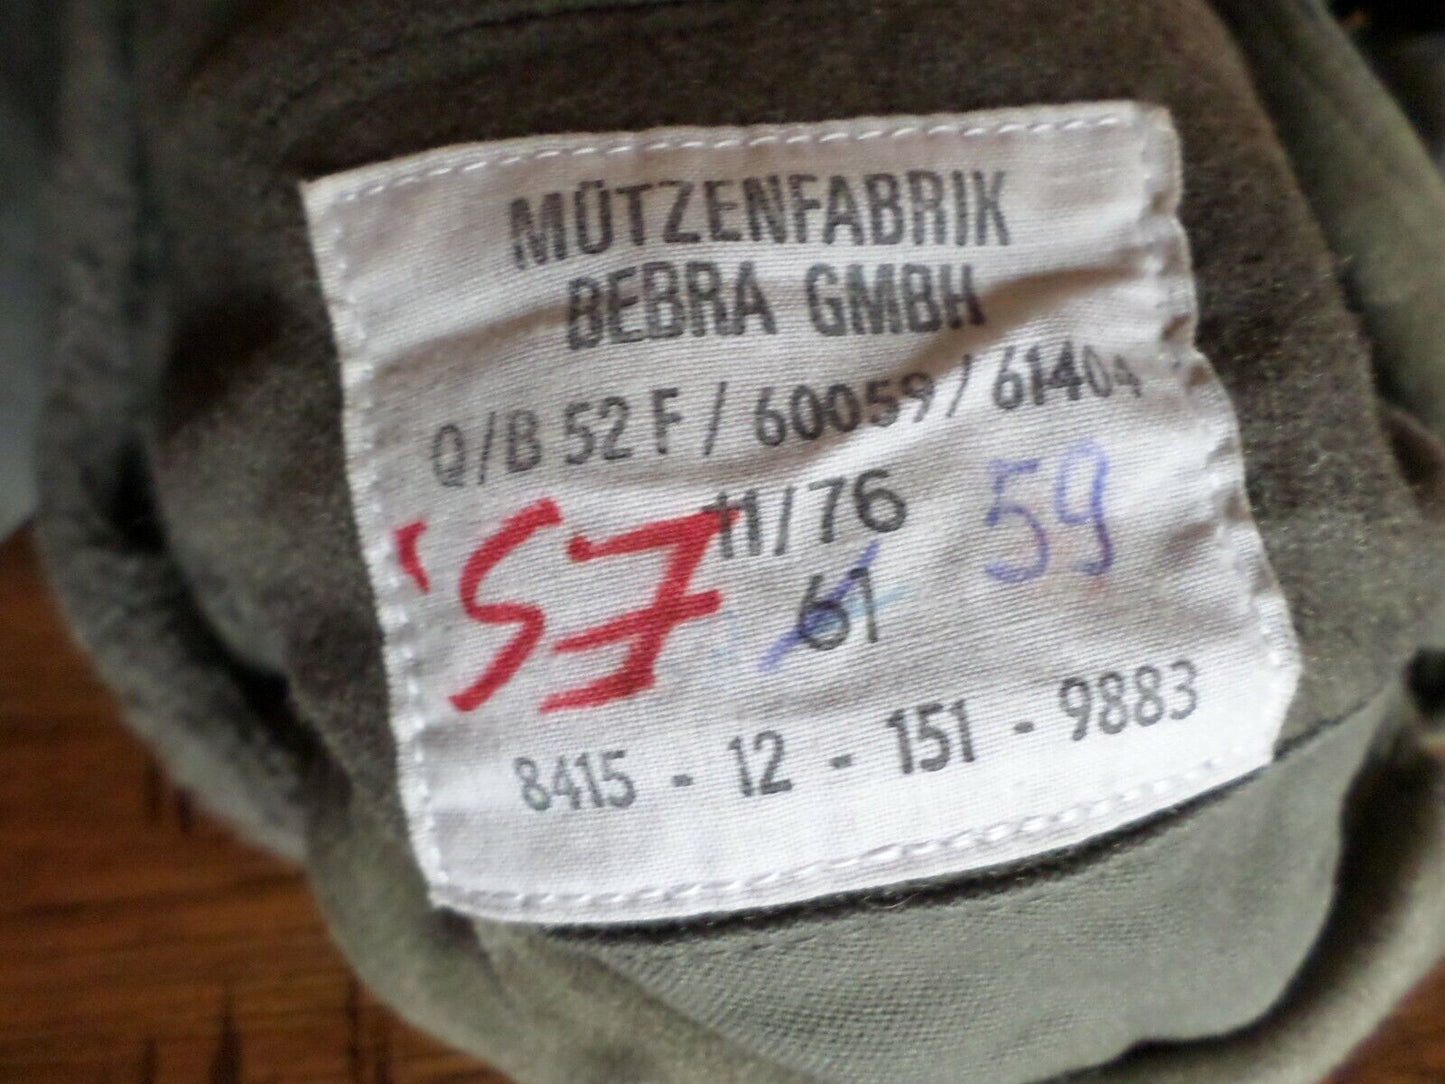 MÜTZENFABRIK
BEBRA GMBH
Q/B 52 F / 60059 / 61404
11/76
59
'57
61
8415 - 12 - 151 - 9883